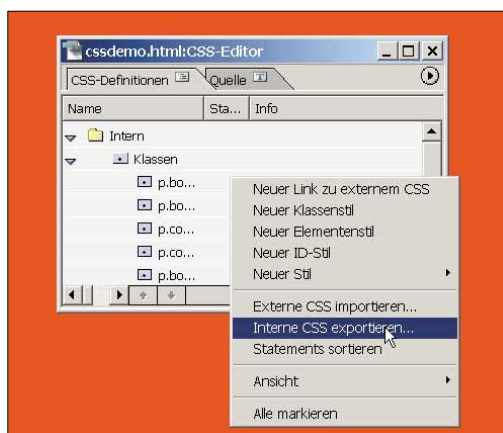 cssdemo.html:CSS-Editor
CSS-Definitionen
Quelle
Name Sta... Info
Intern
Klassen
p.bo...
p.bo...
p.co...
p.co...
p.bo...
Neuer Link zu externem CSS
Neuer Klassenstil
Neuer Elementenstil
Neuer ID-Stil
Neuer Stil
Externe CSS importieren...
Interne CSS exportieren...
Statements sortieren
Ansicht
Alle markieren